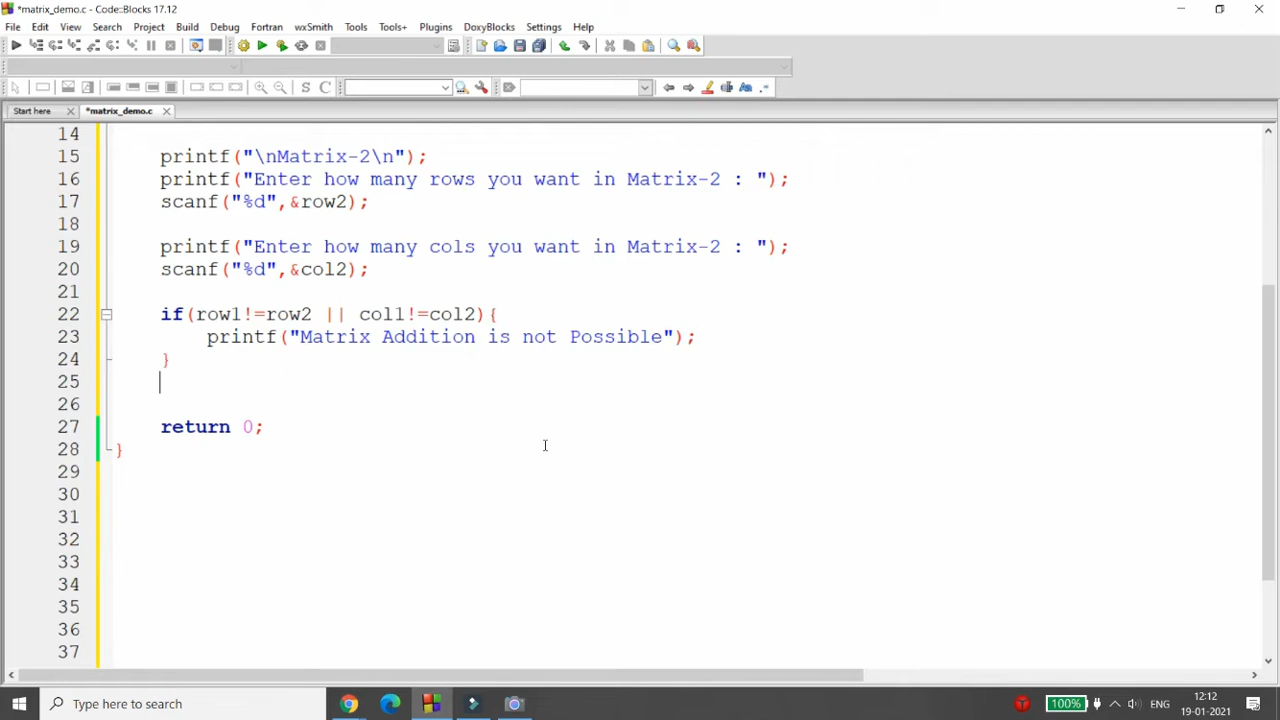 *matrix_demo.c - Code::Blocks 17.12
File Edit View Search Project Build Debug Fortran wxSmith Tools Tools+ Plugins DoxyBlocks Settings Help
S C
Start here *matrix_demo.c
14
15 printf("\nMatrix-2\n");
16 printf("Enter how many rows you want in Matrix-2 : ");
17 scanf("%d",&row2);
18
19 printf("Enter how many cols you want in Matrix-2 : ");
20 scanf("%d",&col2);
21
22 if(row1!=row2 || col1!=col2){
23 printf("Matrix Addition is not Possible");
24 }
25
26
27 return 0;
28 }
29
30
31
32
33
34
35
36
37
Type here to search
100%
ENG
12:12
19-01-2021